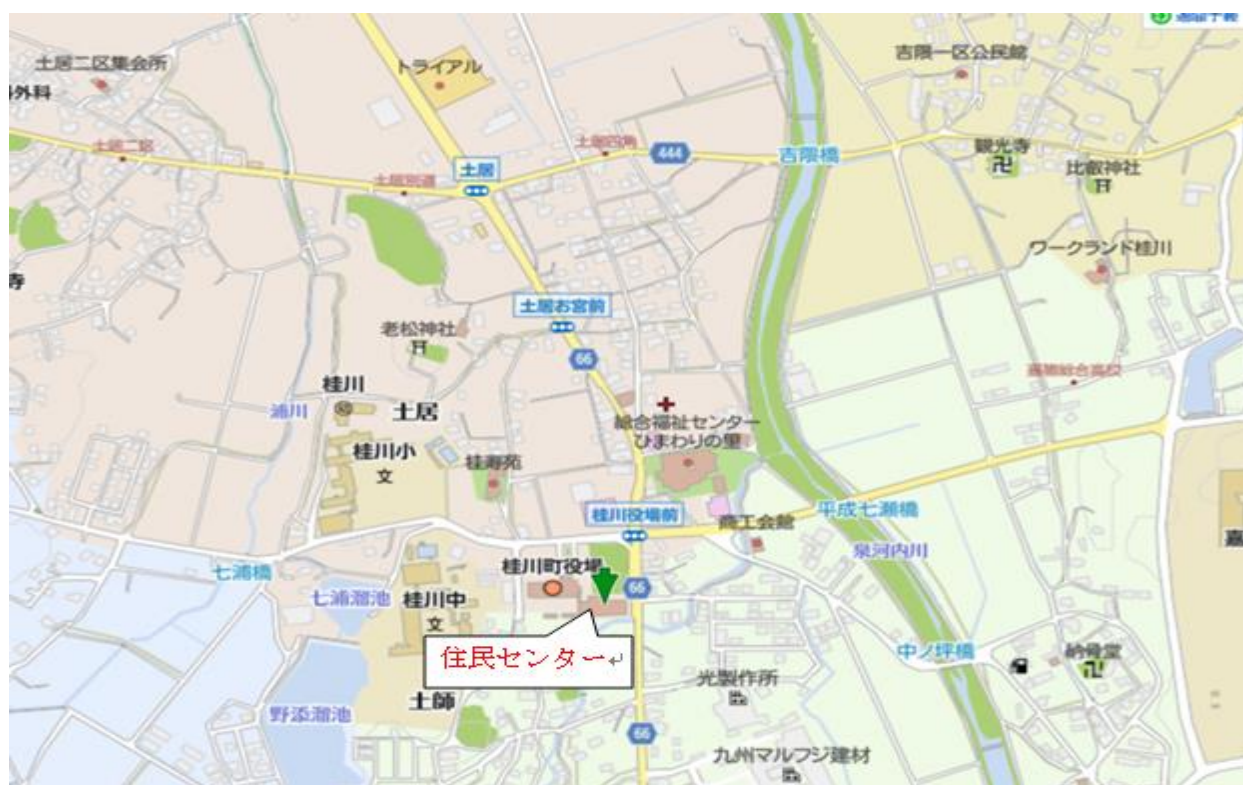 土居二区集会所
外科
トライアル
吉隈一区公民館
土居二区
土居四角
444
土居
土居別道
吉隈橋
観光寺
卍
比叡神社
ワークランド桂川
寺
土居お宮前
老松神社
66
桂川
浦川
土居
総合福祉センター
ひまわりの里
桂川小
文
桂寿苑
桂川役場前
商工会館
平成七瀬橋
泉河内川
嘉
七浦橋
桂川町役場
66
七浦溜池
桂川中
文
住民センター
中ノ坪橋
納骨堂
卍
光製作所
土師
野添溜池
66
九州マルフジ建材